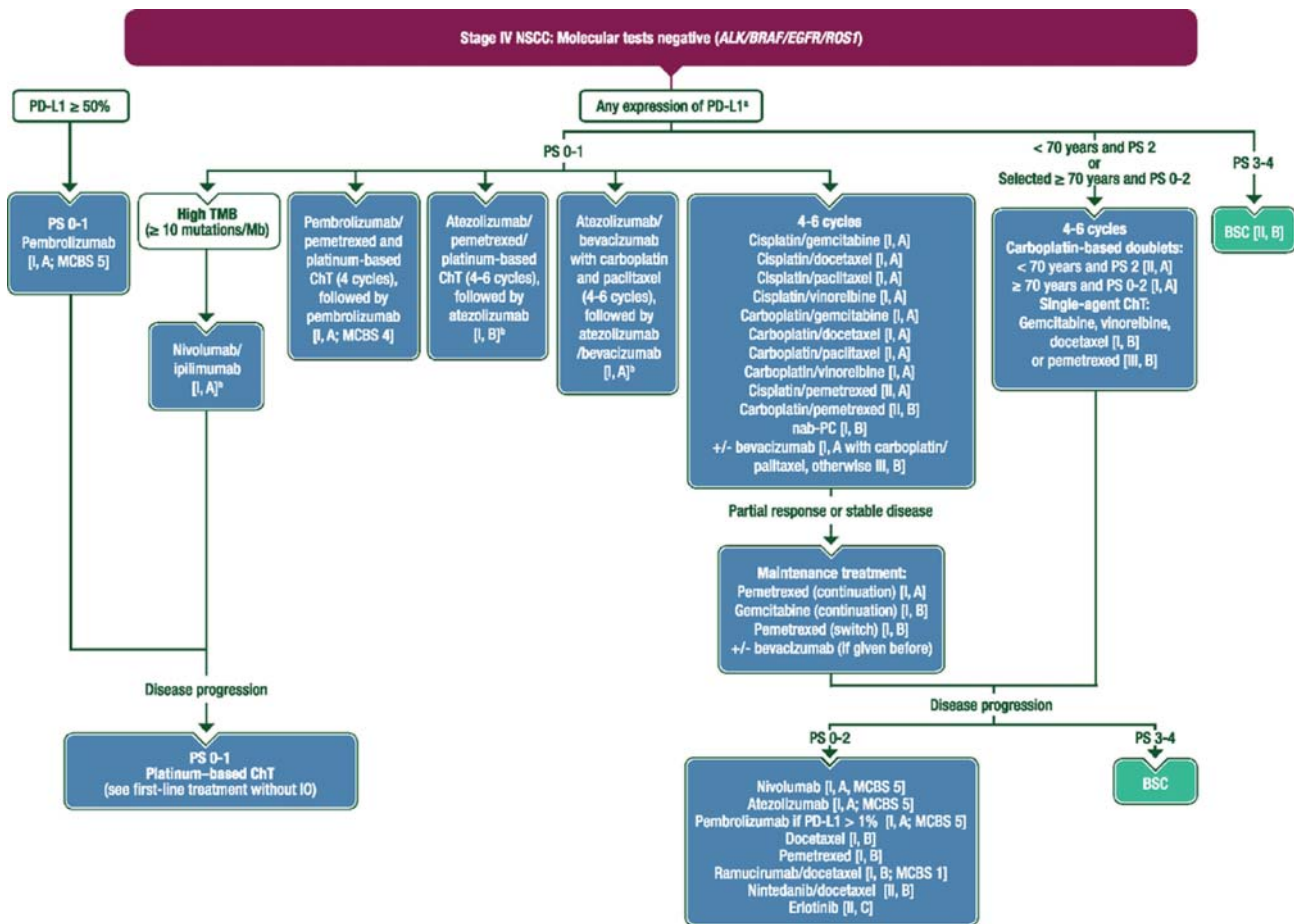 Stage IV NSCC: Molecular tests negative (ALK/BRAF/EGFR/ROS1)
PD-L1 ≥ 50%
Any expression of PD-L1ᵃ
PS 0-1
< 70 years and PS 2
or
Selected ≥ 70 years and PS 0-2
PS 3-4
PS 0-1
Pembrolizumab
[I, A; MCBS 5]
High TMB
(≥ 10 mutations/Mb)
Nivolumab/
ipilimumab
[I, A]ᵇ
Pembrolizumab/
pemetrexed and
platinum-based
ChT (4 cycles),
followed by
pembrolizumab
[I, A; MCBS 4]
Atezolizumab/
pemetrexed/
platinum-based
ChT (4-6 cycles),
followed by
atezolizumab
[I, B]ᵇ
Atezolizumab/
bevacizumab
with carboplatin
and paclitaxel
(4-6 cycles),
followed by
atezolizumab
/bevacizumab
[I, A]ᵇ
4-6 cycles
Cisplatin/gemcitabine [I, A]
Cisplatin/docetaxel [I, A]
Cisplatin/paclitaxel [I, A]
Cisplatin/vinorelbine [I, A]
Carboplatin/gemcitabine [I, A]
Carboplatin/docetaxel [I, A]
Carboplatin/paclitaxel [I, A]
Carboplatin/vinorelbine [I, A]
Cisplatin/pemetrexed [II, A]
Carboplatin/pemetrexed [II, B]
nab-PC [I, B]
+/- bevacizumab [I, A with carboplatin/
palitaxel, otherwise III, B]
4-6 cycles
Carboplatin-based doublets:
< 70 years and PS 2 [II, A]
≥ 70 years and PS 0-2 [I, A]
Single-agent ChT:
Gemcitabine, vinorelbine,
docetaxel [I, B]
or pemetrexed [III, B]
BSC [II, B]
Partial response or stable disease
Maintenance treatment:
Pemetrexed (continuation) [I, A]
Gemcitabine (continuation) [I, B]
Pemetrexed (switch) [I, B]
+/- bevacizumab (if given before)
Disease progression
PS 0-1
Platinum–based ChT
(see first-line treatment without IO)
Disease progression
PS 0-2
PS 3-4
Nivolumab [I, A, MCBS 5]
Atezolizumab [I, A; MCBS 5]
Pembrolizumab if PD-L1 > 1% [I, A; MCBS 5]
Docetaxel [I, B]
Pemetrexed [I, B]
Ramucirumab/docetaxel [I, B; MCBS 1]
Nintedanib/docetaxel [II, B]
Erlotinib [II, C]
BSC